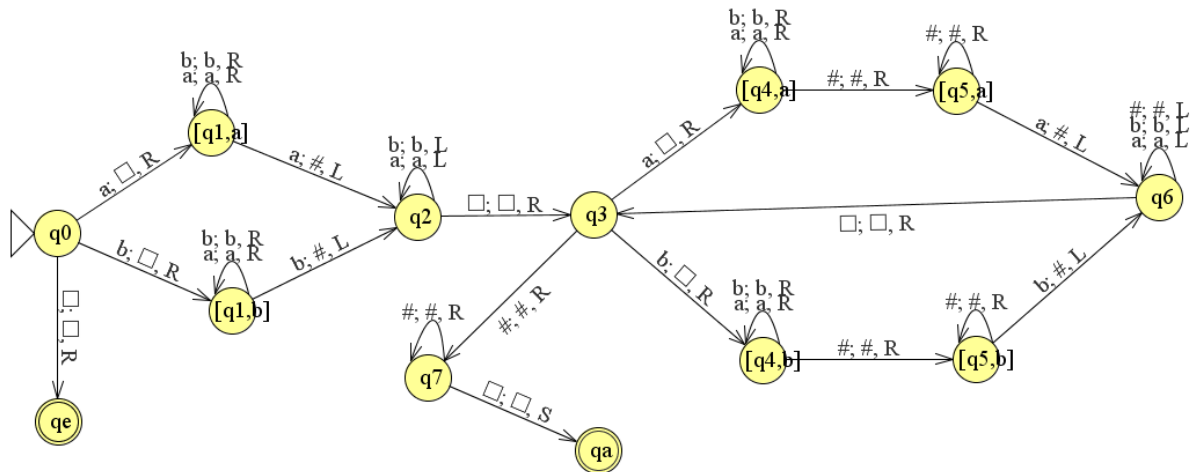 b; b, R
a; a, R
[q1,a]
a; □, R
a; #, L
q0
b; □, R
b; b, R
a; a, R
[q1,b]
b; #, L
□; □, R
qe
b; b, L
a; a, L
q2
□; □, R
q3
a; □, R
b; b, R
a; a, R
[q4,a]
#; #, R
#; #, R
[q5,a]
a; #, L
#; #, L
b; b, L
a; a, L
q6
□; □, R
b; □, R
b; b, R
a; a, R
[q4,b]
#; #, R
#; #, R
[q5,b]
b; #, L
#; #, R
#; #, R
q7
□; □, S
qa